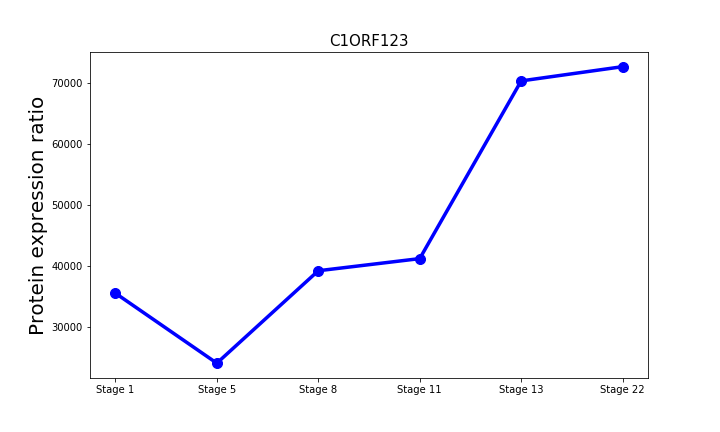 C1ORF123
Protein expression ratio
70000
60000
50000
40000
30000
Stage 1 Stage 5 Stage 8 Stage 11 Stage 13 Stage 22